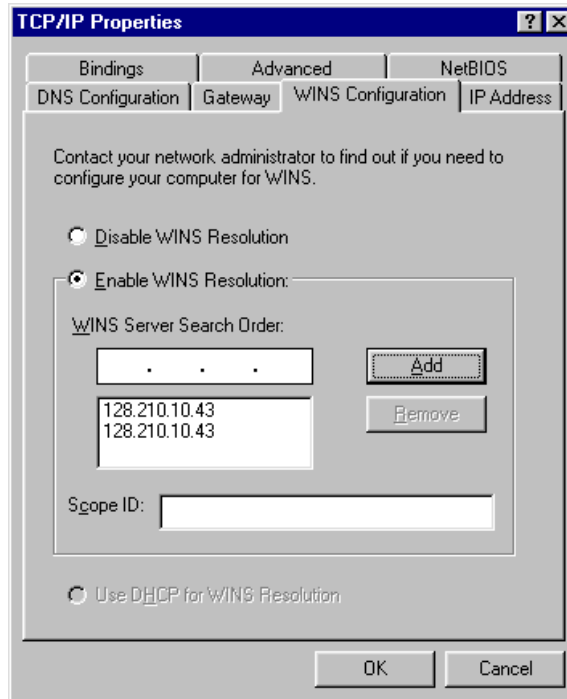 TCP/IP Properties
Bindings
Advanced
NetBIOS
DNS Configuration
Gateway
WINS Configuration
IP Address
Contact your network administrator to find out if you need to
configure your computer for WINS.
Disable WINS Resolution
Enable WINS Resolution:
WINS Server Search Order:
. . .
Add
128.210.10.43
128.210.10.43
Remove
Scope ID:
Use DHCP for WINS Resolution
OK
Cancel